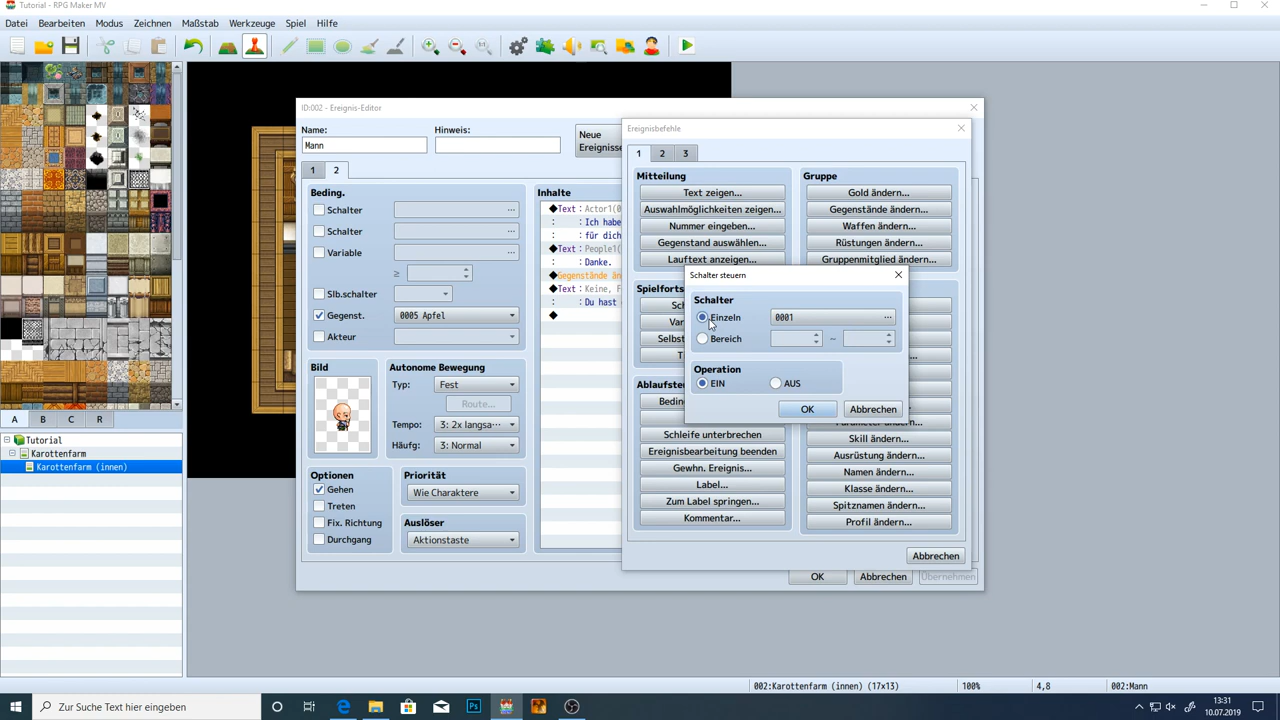 Tutorial - RPG Maker MV
Datei Bearbeiten Modus Zeichnen Maßstab Werkzeuge Spiel Hilfe
ID:002 - Ereignis-Editor
Name:
Mann
Hinweis:
Neue
Ereignisse
1 2
Beding.
Schalter
Schalter
Variable
≥
Slb.schalter
Gegenst. 0005 Apfel
Akteur
Bild
Autonome Bewegung
Typ: Fest
Route...
Tempo: 3: 2x langsa...
Häufg: 3: Normal
Optionen
Gehen
Treten
Fix. Richtung
Durchgang
Priorität
Wie Charaktere
Auslöser
Aktionstaste
Inhalte
◆Text : Actor1(0
: Ich habe
: für dich
◆Text : People1(
: Danke.
◆Gegenstände än
◆Text : Keine, F
: Du hast
◆
OK Abbrechen Übernehmen
Ereignisbefehle
1 2 3
Mitteilung
Text zeigen...
Auswahlmöglichkeiten zeigen...
Nummer eingeben...
Gegenstand auswählen...
Lauftext anzeigen...
Spielforts
Sch
Var
Selbst
T
Ablaufste
Bedin
Schleife unterbrechen
Ereignisbearbeitung beenden
Gewhn. Ereignis...
Label...
Zum Label springen...
Kommentar...
Gruppe
Gold ändern...
Gegenstände ändern...
Waffen ändern...
Rüstungen ändern...
Gruppenmitglied ändern...
Parameter ändern...
Skill ändern...
Ausrüstung ändern...
Namen ändern...
Klasse ändern...
Spitznamen ändern...
Profil ändern...
Abbrechen
Schalter steuern
Schalter
Einzeln 0001 ...
Bereich ~
Operation
EIN AUS
OK Abbrechen
A B C R
Tutorial
Karottenfarm
Karottenfarm (innen)
002:Karottenfarm (innen) (17x13) 100% 4,8 002:Mann
Zur Suche Text hier eingeben
13:31
10.07.2019